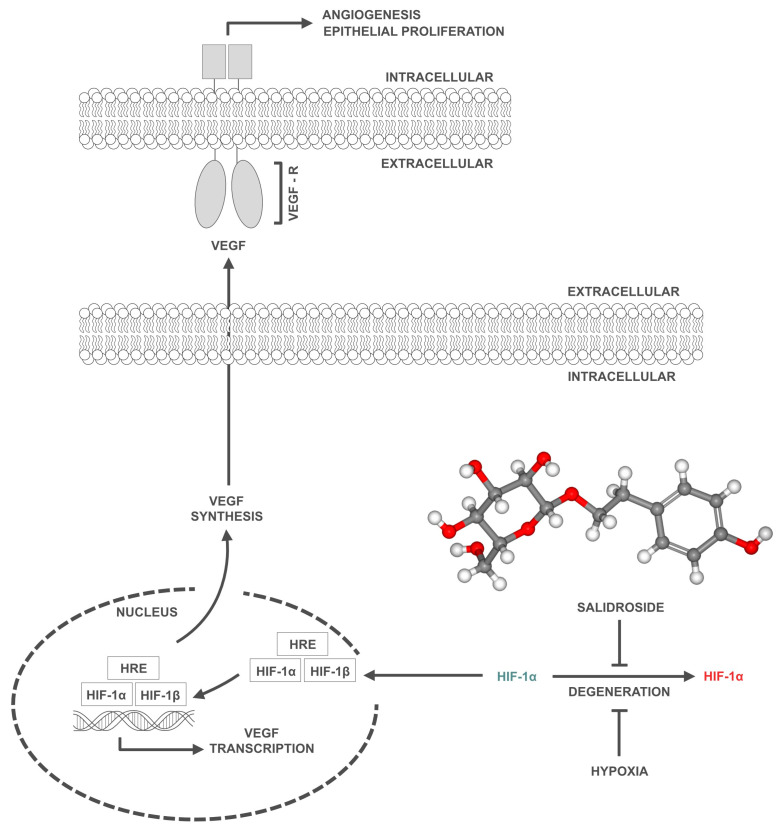 ANGIOGENESIS
EPITHELIAL PROLIFERATION
INTRACELLULAR
EXTRACELLULAR
VEGF - R
VEGF
EXTRACELLULAR
INTRACELLULAR
VEGF
SYNTHESIS
SALIDROSIDE
NUCLEUS
HRE
HIF-1α HIF-1β
HRE
HIF-1α HIF-1β
HIF-1α
DEGENERATION
HIF-1α
VEGF
TRANSCRIPTION
HYPOXIA